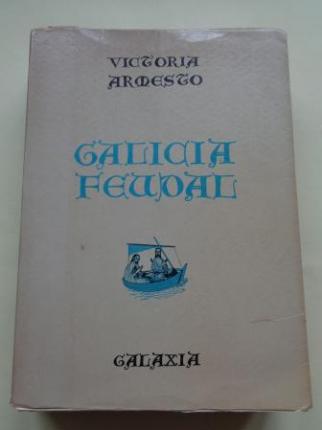 VICTORIA
ARMESTO
GALICIA
FEUDAL
GALAXIA